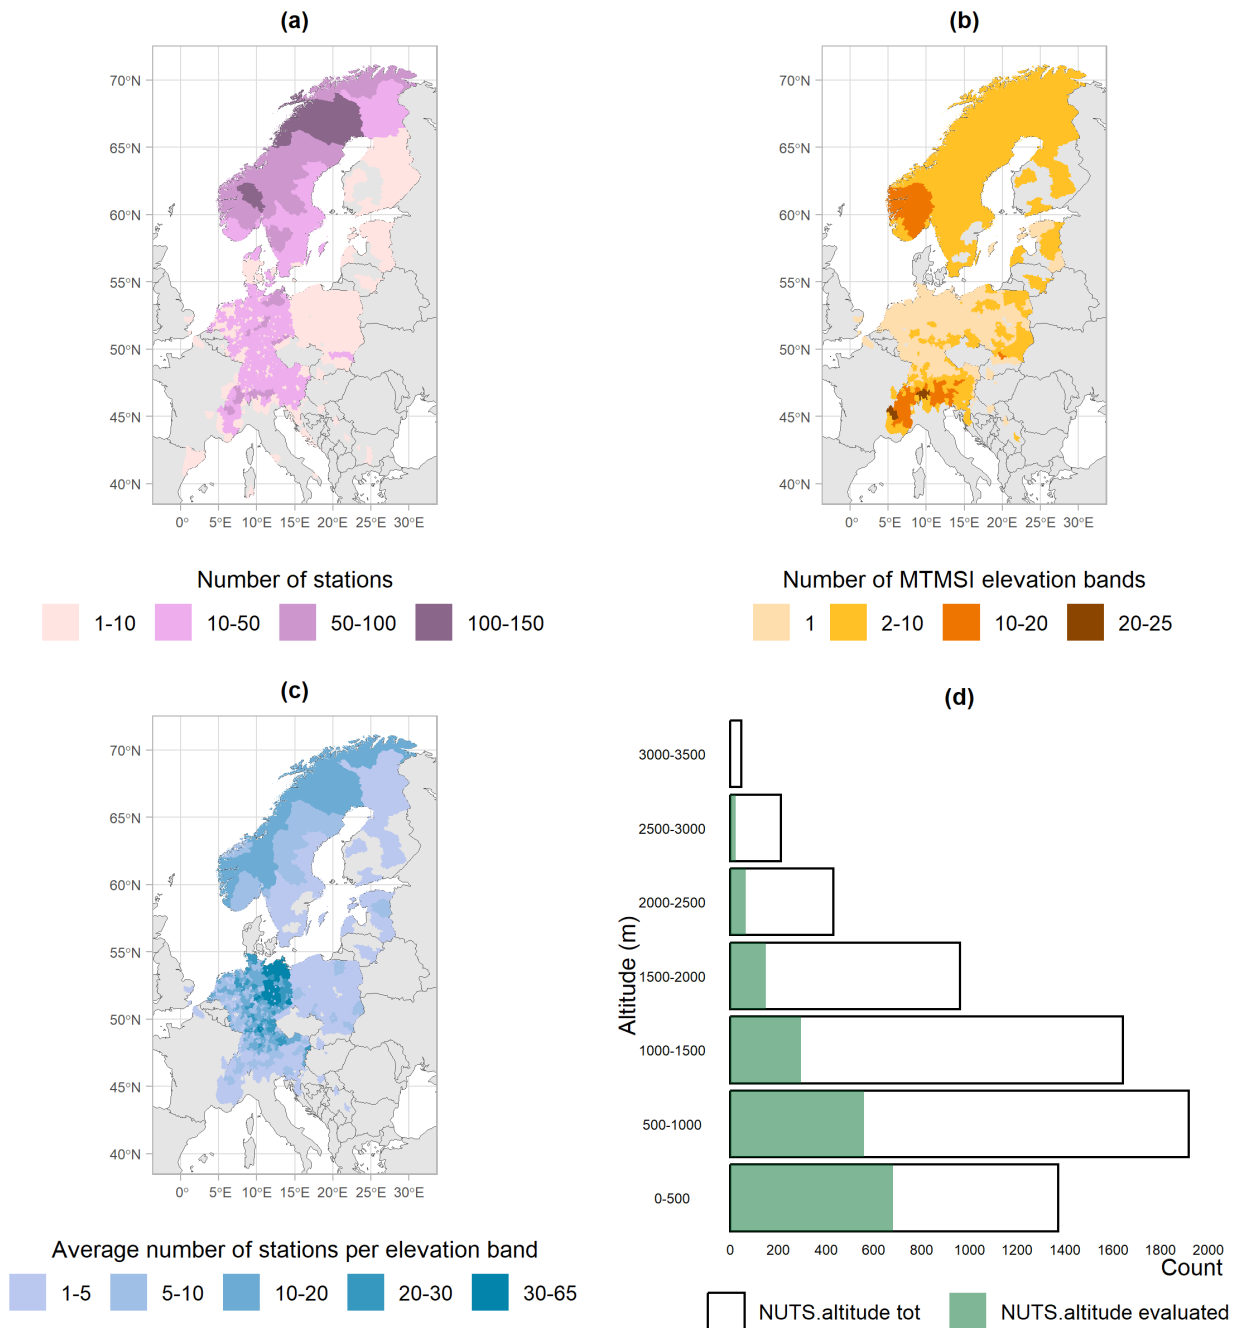 (a)
70°N
65°N
60°N
55°N
50°N
45°N
40°N
0° 5°E 10°E 15°E 20°E 25°E 30°E
Number of stations
1-10 10-50 50-100 100-150
(b)
70°N
65°N
60°N
55°N
50°N
45°N
40°N
0° 5°E 10°E 15°E 20°E 25°E 30°E
Number of MTMSI elevation bands
1 2-10 10-20 20-25
(c)
70°N
65°N
60°N
55°N
50°N
45°N
40°N
0° 5°E 10°E 15°E 20°E 25°E 30°E
Average number of stations per elevation band
1-5 5-10 10-20 20-30 30-65
(d)
Altitude (m)
3000-3500
2500-3000
2000-2500
1500-2000
1000-1500
500-1000
0-500
0 200 400 600 800 1000 1200 1400 1600 1800 2000
Count
NUTS.altitude tot NUTS.altitude evaluated